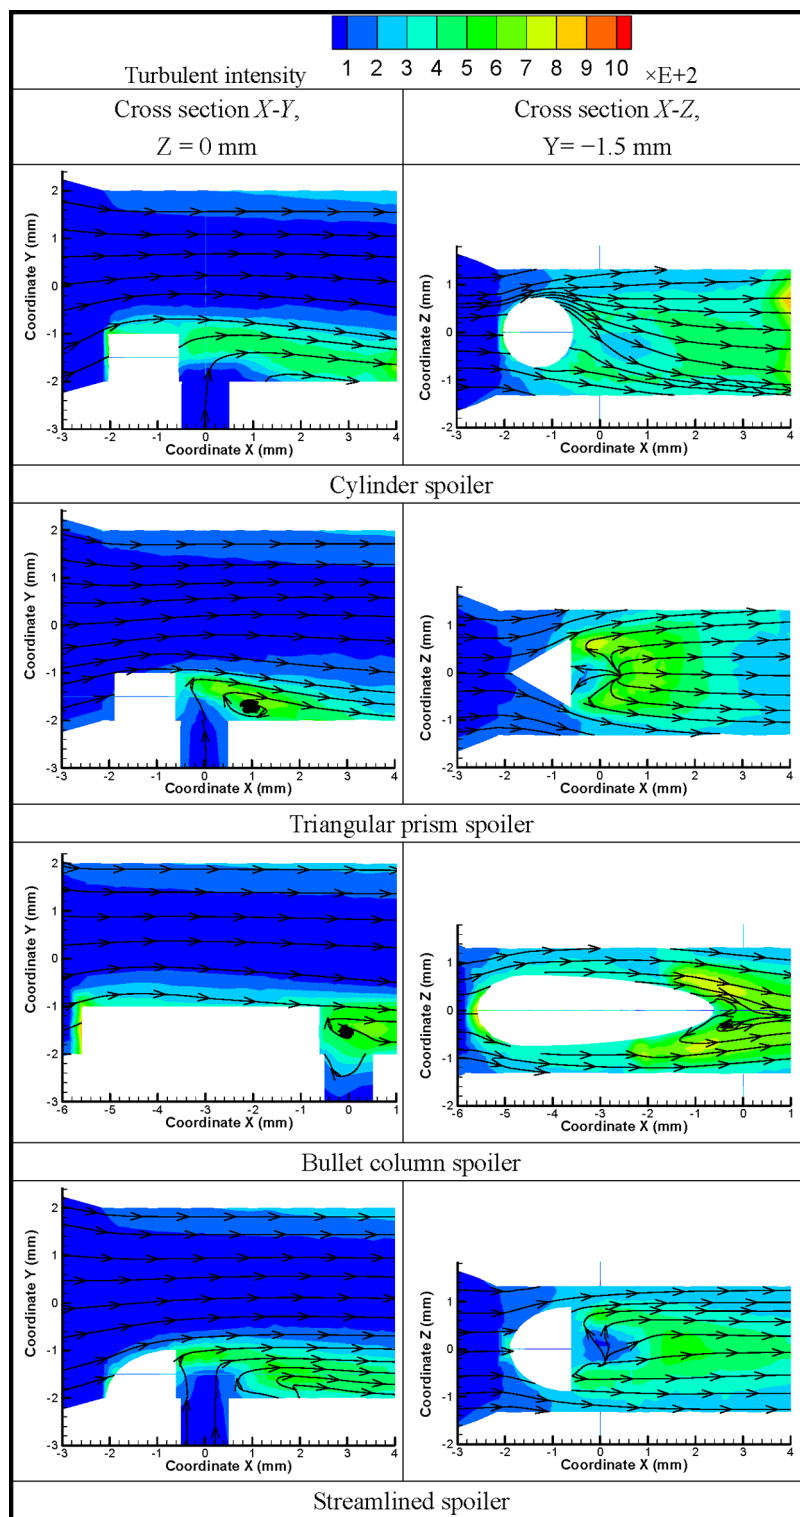 Turbulent intensity
1 2 3 4 5 6 7 8 9 10 ×E+2
Cross section X-Y,
Z = 0 mm
Cross section X-Z,
Y= −1.5 mm
Coordinate Y (mm)
2
1
0
-1
-2
-3
-3 -2 -1 0 1 2 3 4
Coordinate X (mm)
Coordinate Z (mm)
1
0
-1
-2
-3 -2 -1 0 1 2 3 4
Coordinate X (mm)
Cylinder spoiler
Coordinate Y (mm)
2
1
0
-1
-2
-3
-3 -2 -1 0 1 2 3 4
Coordinate X (mm)
Coordinate Z (mm)
1
0
-1
-2
-3 -2 -1 0 1 2 3 4
Coordinate X (mm)
Triangular prism spoiler
Coordinate Y (mm)
2
1
0
-1
-2
-3
-6 -5 -4 -3 -2 -1 0 1
Coordinate X (mm)
Coordinate Z (mm)
1
0
-1
-2
-6 -5 -4 -3 -2 -1 0 1
Coordinate X (mm)
Bullet column spoiler
Coordinate Y (mm)
2
1
0
-1
-2
-3
-3 -2 -1 0 1 2 3 4
Coordinate X (mm)
Coordinate Z (mm)
1
0
-1
-2
-3 -2 -1 0 1 2 3 4
Coordinate X (mm)
Streamlined spoiler